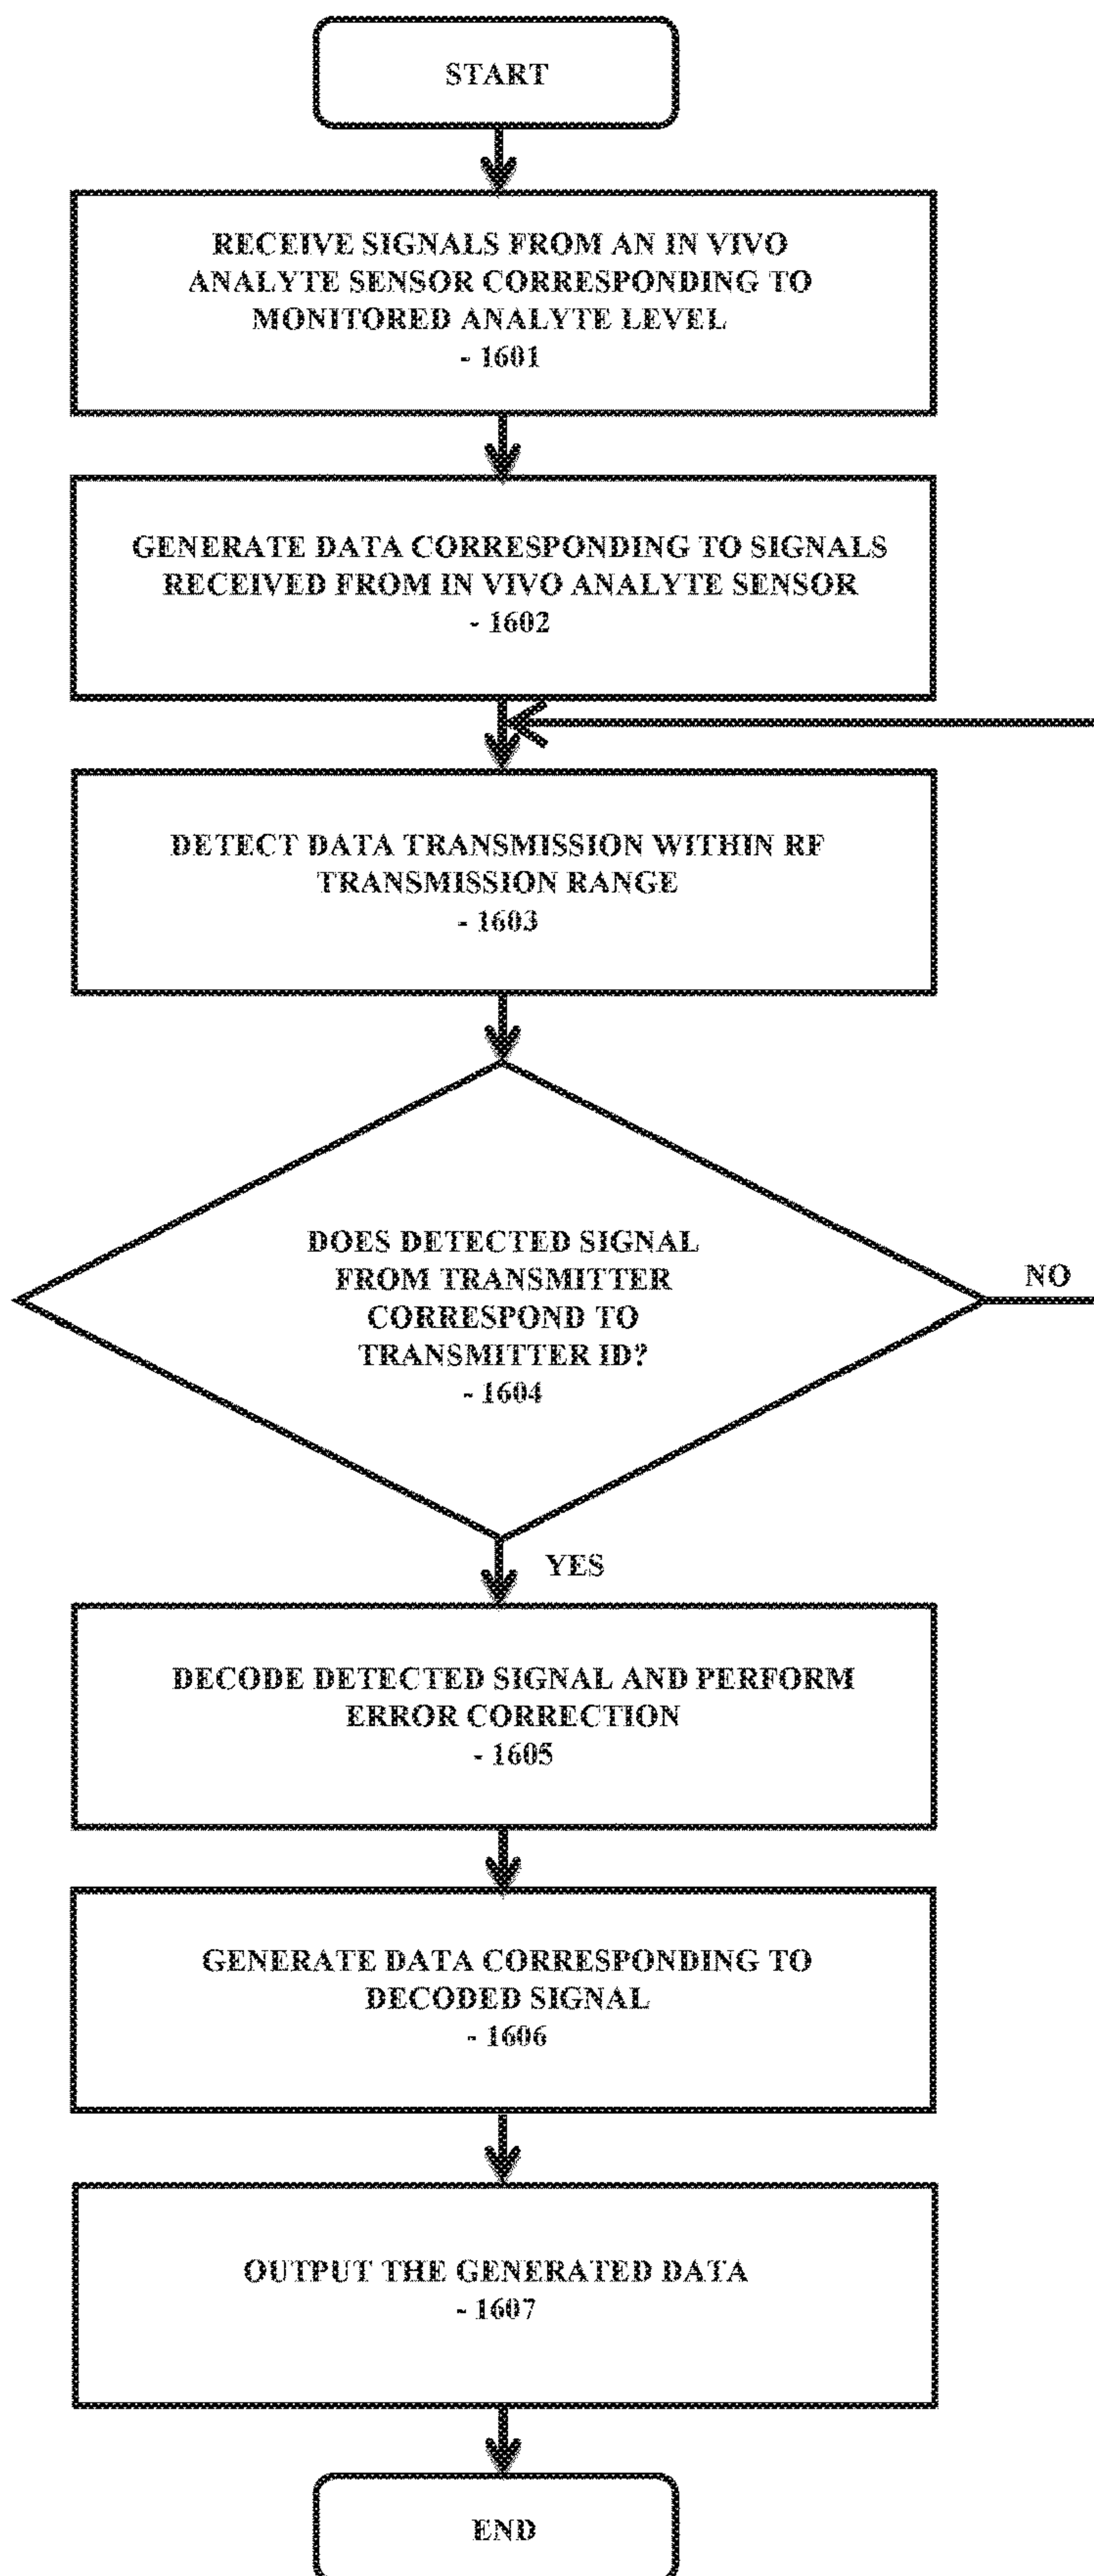 START
RECEIVE SIGNALS FROM AN IN VIVO
ANALYTE SENSOR CORRESPONDING TO
MONITORED ANALYTE LEVEL
- 1601
GENERATE DATA CORRESPONDING TO SIGNALS
RECEIVED FROM IN VIVO ANALYTE SENSOR
- 1602
DETECT DATA TRANSMISSION WITHIN RF
TRANSMISSION RANGE
- 1603
DOES DETECTED SIGNAL
FROM TRANSMITTER
CORRESPOND TO
TRANSMITTER ID?
- 1604
NO
YES
DECODE DETECTED SIGNAL AND PERFORM
ERROR CORRECTION
- 1605
GENERATE DATA CORRESPONDING TO
DECODED SIGNAL
- 1606
OUTPUT THE GENERATED DATA
- 1607
END